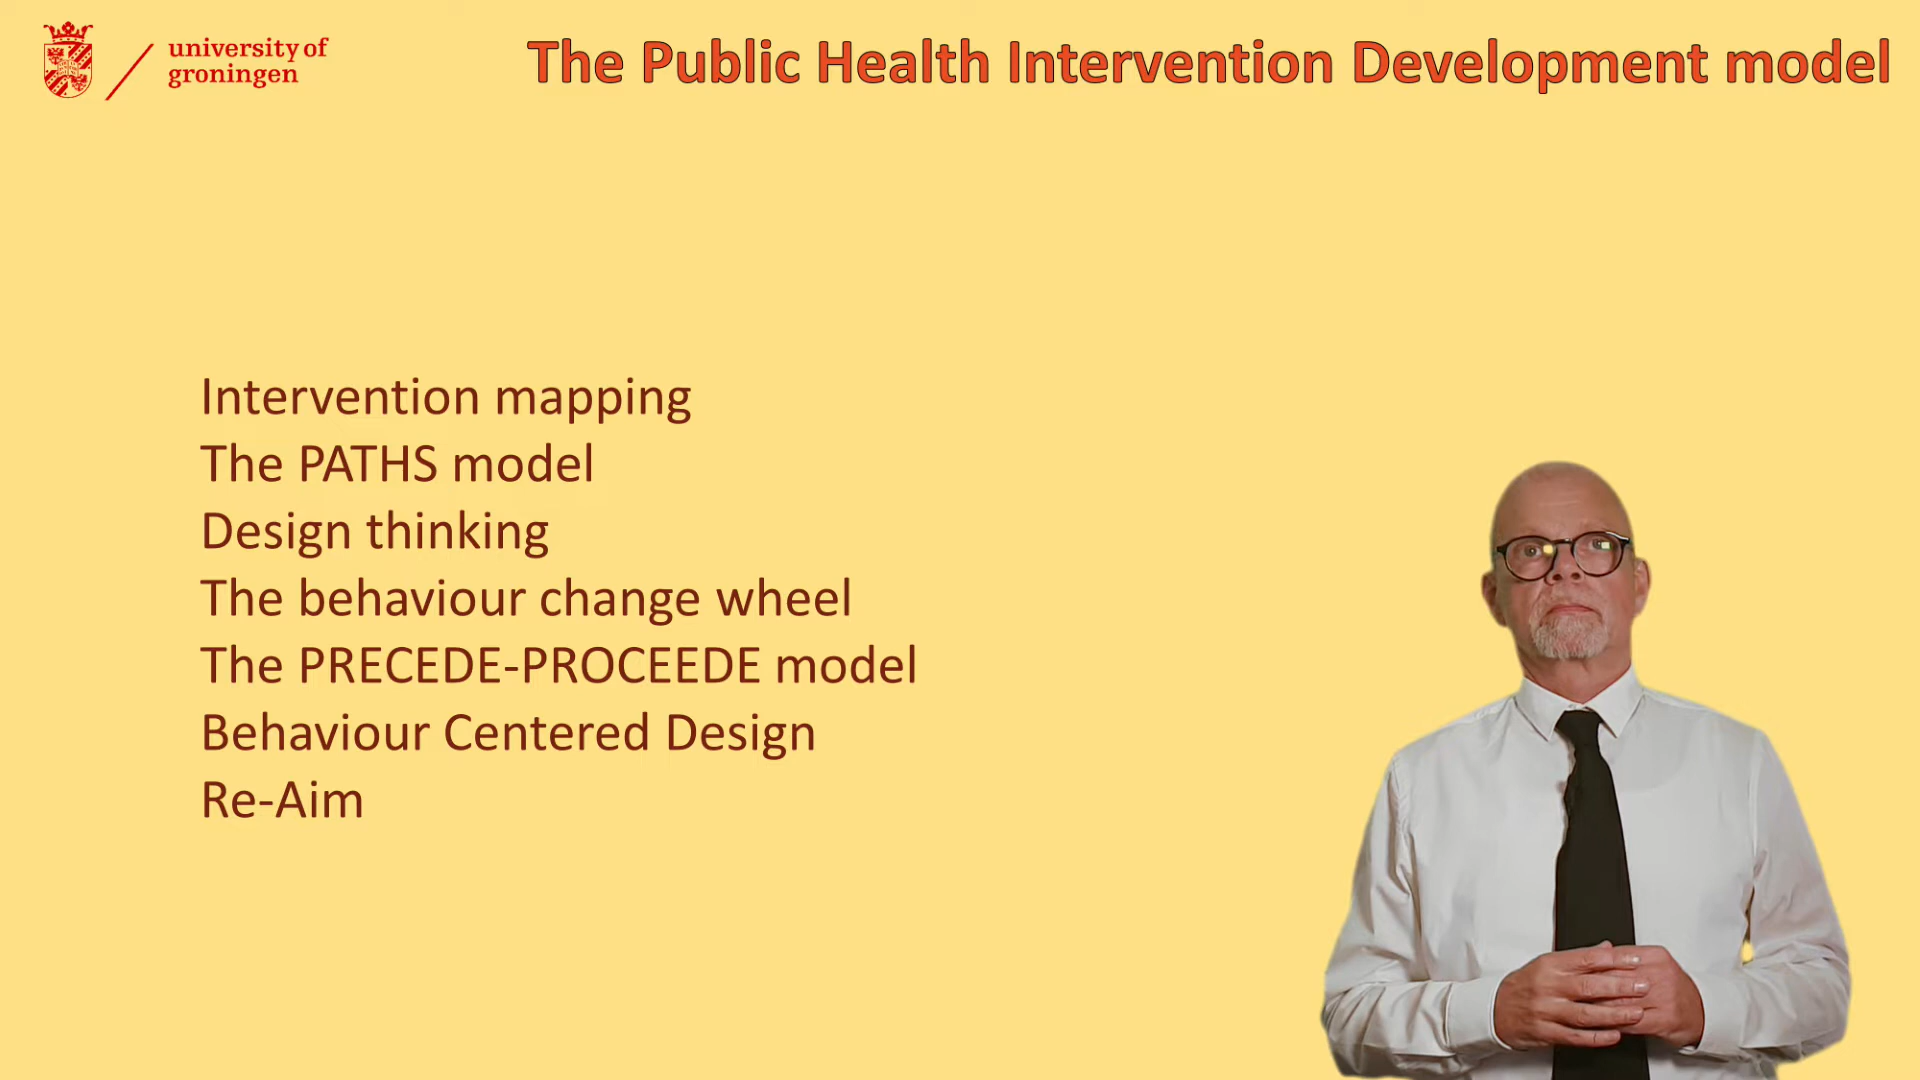 university of
groningen
The Public Health Intervention Development model
Intervention mapping
The PATHS model
Design thinking
The behaviour change wheel
The PRECEDE-PROCEEDE model
Behaviour Centered Design
Re-Aim